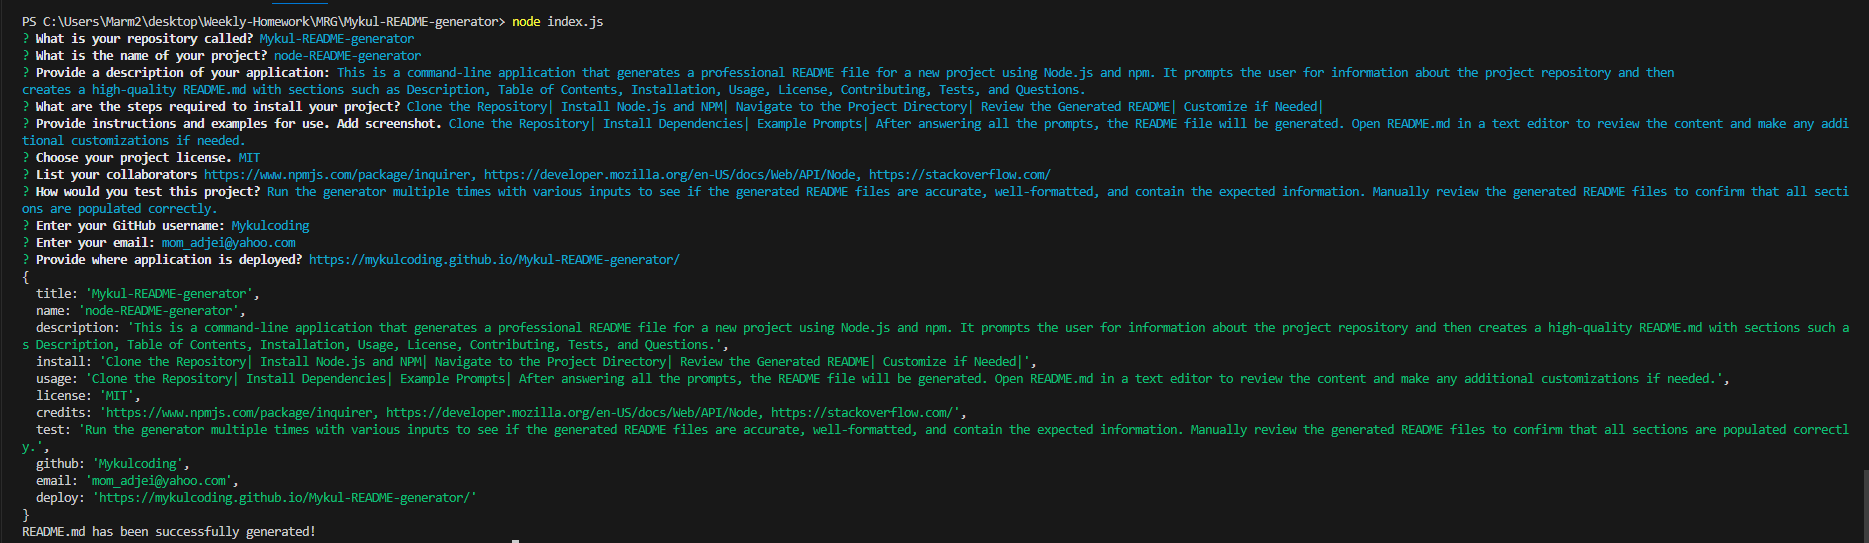 PS C:\Users\Marm2\desktop\Weekly-Homework\MRG\Mykul-README-generator> node index.js
? What is your repository called? Mykul-README-generator
? What is the name of your project? node-README-generator
? Provide a description of your application: This is a command-line application that generates a professional README file for a new project using Node.js and npm. It prompts the user for information about the project repository and then
creates a high-quality README.md with sections such as Description, Table of Contents, Installation, Usage, License, Contributing, Tests, and Questions.
? What are the steps required to install your project? Clone the Repository| Install Node.js and NPM| Navigate to the Project Directory| Review the Generated README| Customize if Needed|
? Provide instructions and examples for use. Add screenshot. Clone the Repository| Install Dependencies| Example Prompts| After answering all the prompts, the README file will be generated. Open README.md in a text editor to review the content and make any addi
tional customizations if needed.
? Choose your project license. MIT
? List your collaborators https://www.npmjs.com/package/inquirer, https://developer.mozilla.org/en-US/docs/Web/API/Node, https://stackoverflow.com/
? How would you test this project? Run the generator multiple times with various inputs to see if the generated README files are accurate, well-formatted, and contain the expected information. Manually review the generated README files to confirm that all secti
ons are populated correctly.
? Enter your GitHub username: Mykulcoding
? Enter your email: mom_adjei@yahoo.com
? Provide where application is deployed? https://mykulcoding.github.io/Mykul-README-generator/
{
  title: 'Mykul-README-generator',
  name: 'node-README-generator',
  description: 'This is a command-line application that generates a professional README file for a new project using Node.js and npm. It prompts the user for information about the project repository and then creates a high-quality README.md with sections such a
s Description, Table of Contents, Installation, Usage, License, Contributing, Tests, and Questions.',
  install: 'Clone the Repository| Install Node.js and NPM| Navigate to the Project Directory| Review the Generated README| Customize if Needed|',
  usage: 'Clone the Repository| Install Dependencies| Example Prompts| After answering all the prompts, the README file will be generated. Open README.md in a text editor to review the content and make any additional customizations if needed.',
  license: 'MIT',
  credits: 'https://www.npmjs.com/package/inquirer, https://developer.mozilla.org/en-US/docs/Web/API/Node, https://stackoverflow.com/',
  test: 'Run the generator multiple times with various inputs to see if the generated README files are accurate, well-formatted, and contain the expected information. Manually review the generated README files to confirm that all sections are populated correctl
y.',
  github: 'Mykulcoding',
  email: 'mom_adjei@yahoo.com',
  deploy: 'https://mykulcoding.github.io/Mykul-README-generator/'
}
README.md has been successfully generated!